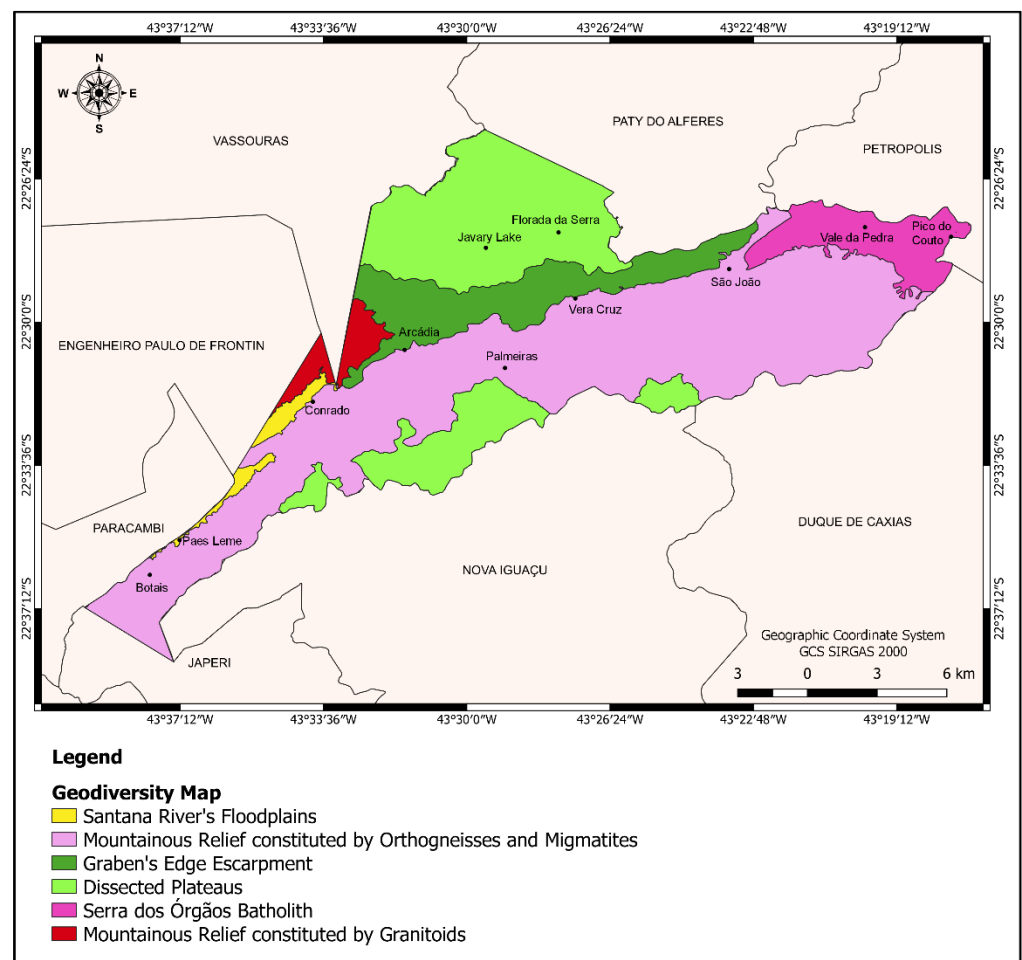 43°37'12"W 43°33'36"W 43°30'0"W 43°26'24"W 43°22'48"W 43°19'12"W
N
W E
S
VASSOURAS
PATY DO ALFERES
PETROPOLIS
22°26'24"S
22°26'24"S
Florada da Serra
Javary Lake
Vale da Pedra
Pico do
Couto
São João
Vera Cruz
22°30'0"S
22°30'0"S
Arcádia
ENGENHEIRO PAULO DE FRONTIN
Palmeiras
Conrado
22°33'36"S
22°33'36"S
PARACAMBI
Paes Leme
DUQUE DE CAXIAS
NOVA IGUAÇU
Botais
22°37'12"S
22°37'12"S
JAPERI
Geographic Coordinate System
GCS SIRGAS 2000
3 0 3 6 km
43°37'12"W 43°33'36"W 43°30'0"W 43°26'24"W 43°22'48"W 43°19'12"W
Legend
Geodiversity Map
Santana River's Floodplains
Mountainous Relief constituted by Orthogneisses and Migmatites
Graben's Edge Escarpment
Dissected Plateaus
Serra dos Órgãos Batholith
Mountainous Relief constituted by Granitoids